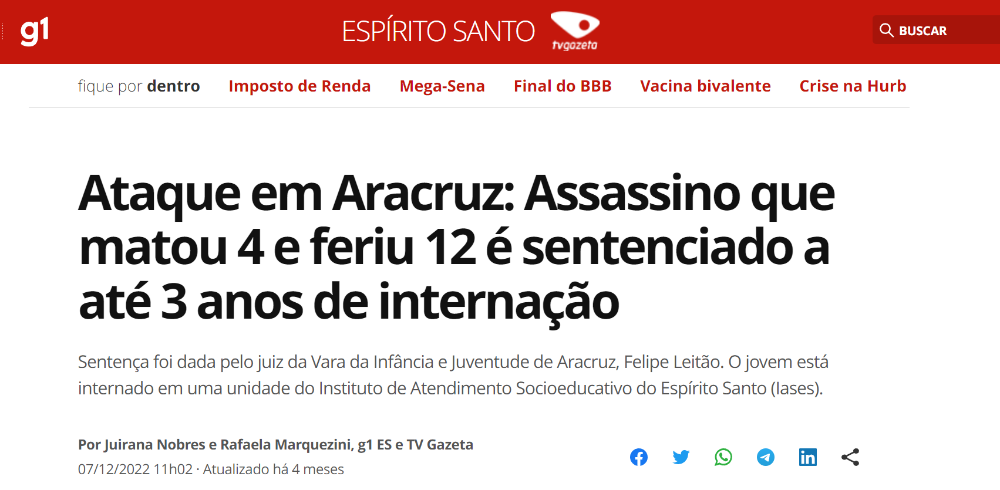 g1
ESPÍRITO SANTO
tvgazeta
BUSCAR
fique por dentro
Imposto de Renda
Mega-Sena
Final do BBB
Vacina bivalente
Crise na Hurb
Ataque em Aracruz: Assassino que
matou 4 e feriu 12 é sentenciado a
até 3 anos de internação
Sentença foi dada pelo juiz da Vara da Infância e Juventude de Aracruz, Felipe Leitão. O jovem está
internado em uma unidade do Instituto de Atendimento Socioeducativo do Espírito Santo (Iases).
Por Juirana Nobres e Rafaela Marquezini, g1 ES e TV Gazeta
07/12/2022 11h02 · Atualizado há 4 meses